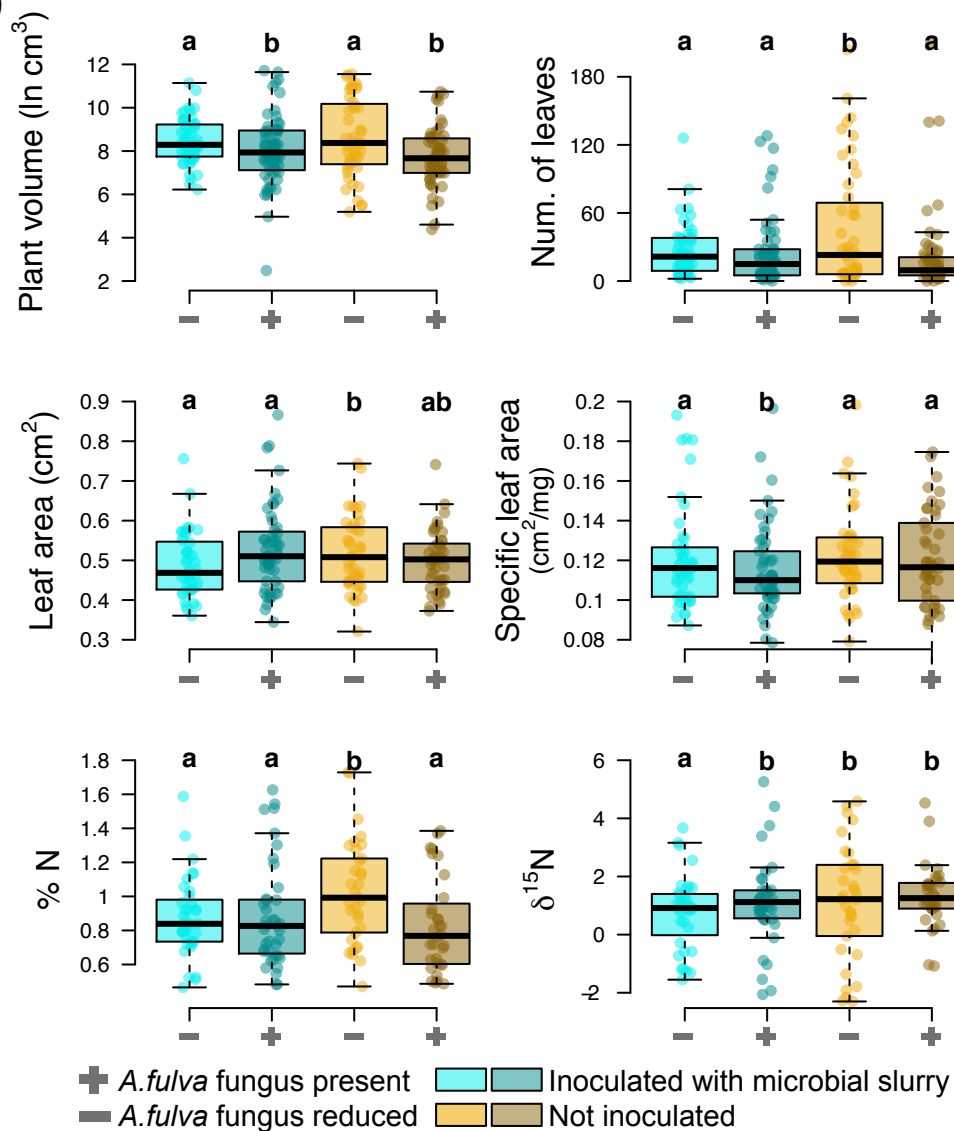 )
Plant volume (ln cm³)
a b a b
12
10
8
6
4
2
− + − +
Num. of leaves
a a b a
180
120
60
0
− + − +
Leaf area (cm²)
a a b ab
0.9
0.8
0.7
0.6
0.5
0.4
0.3
− + − +
Specific leaf area
(cm²/mg)
a b a a
0.2
0.18
0.16
0.14
0.12
0.1
0.08
− + − +
% N
a a b a
1.8
1.6
1.4
1.2
1
0.8
0.6
− + − +
δ¹⁵N
a b b b
6
4
2
0
−2
− + − +
+ A.fulva fungus present Inoculated with microbial slurry
− A.fulva fungus reduced Not inoculated